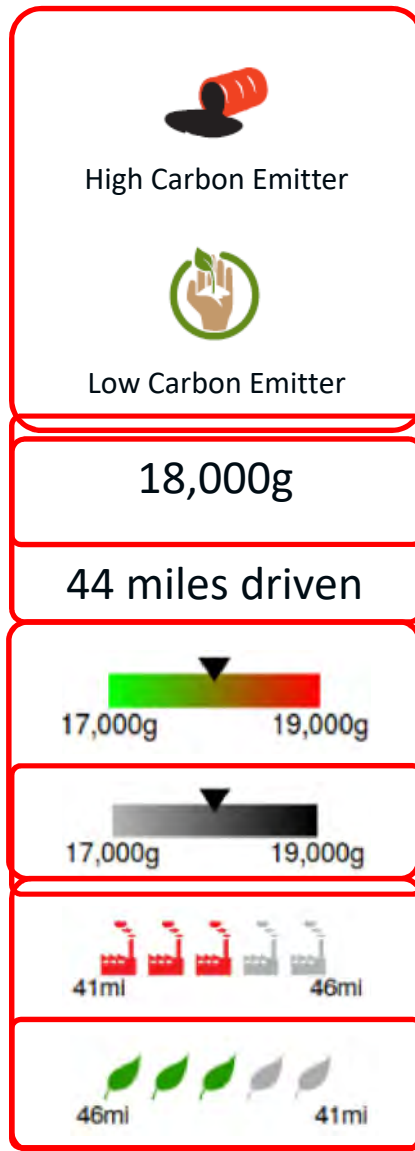 High Carbon Emitter
Low Carbon Emitter
18,000g
44 miles driven
17,000g 19,000g
17,000g 19,000g
41mi 46mi
46mi 41mi